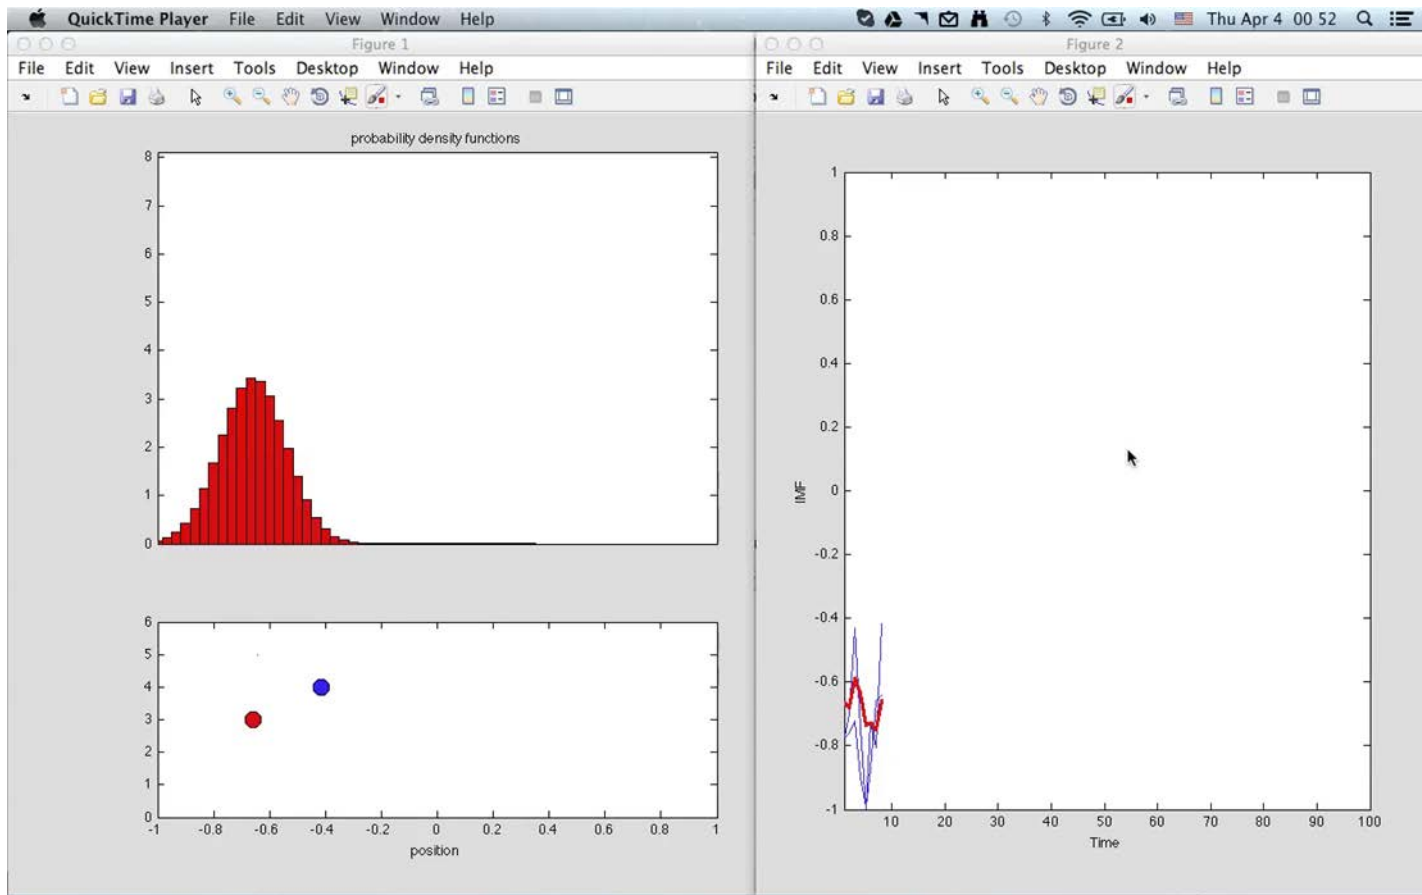 QuickTime Player File Edit View Window Help Thu Apr 4 00 52
Figure 1
File Edit View Insert Tools Desktop Window Help
probability density functions
8
7
6
5
4
3
2
1
0
6
5
4
3
2
1
0
-1 -0.8 -0.6 -0.4 -0.2 0 0.2 0.4 0.6 0.8 1
position
Figure 2
File Edit View Insert Tools Desktop Window Help
1
0.8
0.6
0.4
0.2
0
-0.2
-0.4
-0.6
-0.8
-1
IMF
10 20 30 40 50 60 70 80 90 100
Time